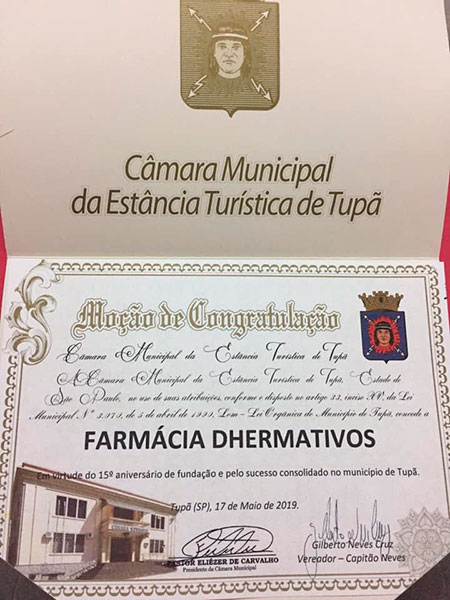 Câmara Municipal
da Estância Turística de Tupã
Moção de Congratulação
Câmara Municipal da Estância Turística de Tupã
A Câmara Municipal da Estância Turística de Tupã, Estado de
São Paulo, no uso de suas atribuições, conforme o disposto no artigo 33, inciso XV, da Lei
Municipal Nº 3.070, de 5 de abril de 1990, Lom - Lei Orgânica do Município de Tupã, concede a
FARMÁCIA DHERMATIVOS
Em virtude do 15º aniversário de fundação e pelo sucesso consolidado no município de Tupã.
Tupã (SP), 17 de Maio de 2019.
PASTOR ELIÉZER DE CARVALHO
Presidente da Câmara Municipal
Gilberto Neves Cruz
Vereador – Capitão Neves